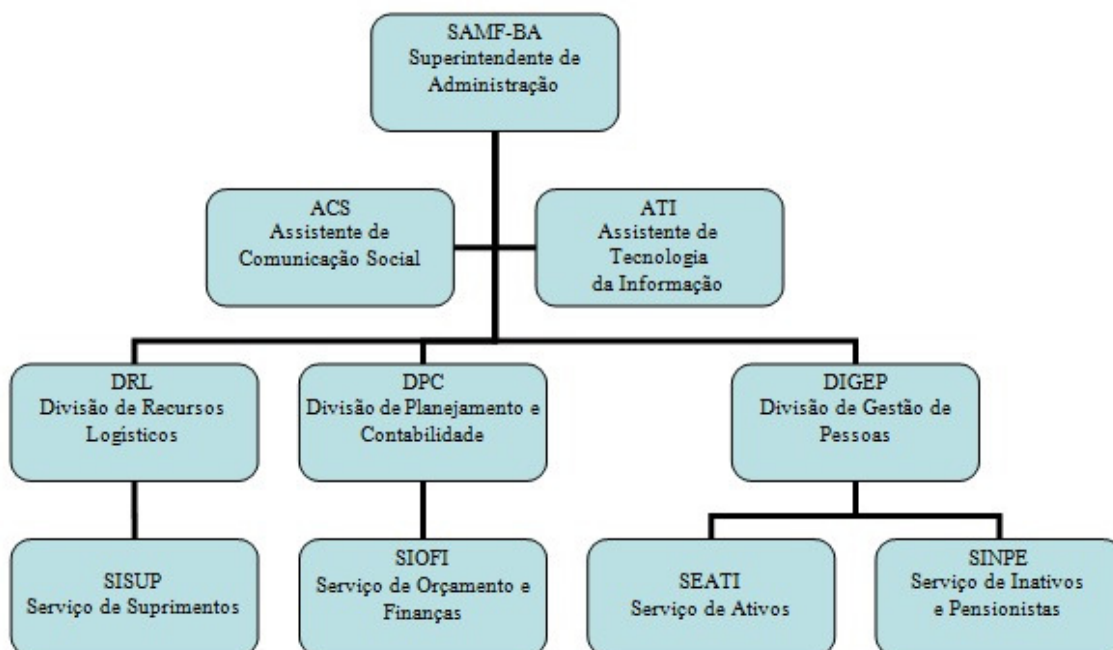 SAMF-BA
Superintendente de
Administração
ACS
Assistente de
Comunicação Social
ATI
Assistente de
Tecnologia
da Informação
DRL
Divisão de Recursos
Logísticos
DPC
Divisão de Planejamento e
Contabilidade
DIGEP
Divisão de Gestão de
Pessoas
SISUP
Serviço de Suprimentos
SIOFI
Serviço de Orçamento e
Finanças
SEATI
Serviço de Ativos
SINPE
Serviço de Inativos
e Pensionistas